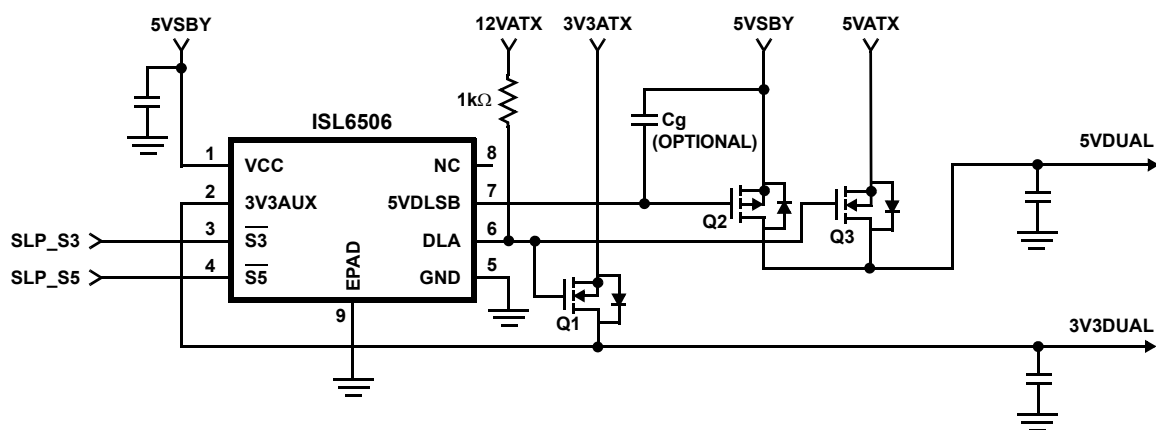 5VSBY
12VATX
3V3ATX
5VSBY
5VATX
1kΩ
Cg
(OPTIONAL)
ISL6506
5VDUAL
1
VCC
NC
8
2
3V3AUX
5VDLSB
7
SLP_S3
3
S3
DLA
6
SLP_S5
4
S5
GND
5
EPAD
9
Q2
Q3
Q1
3V3DUAL